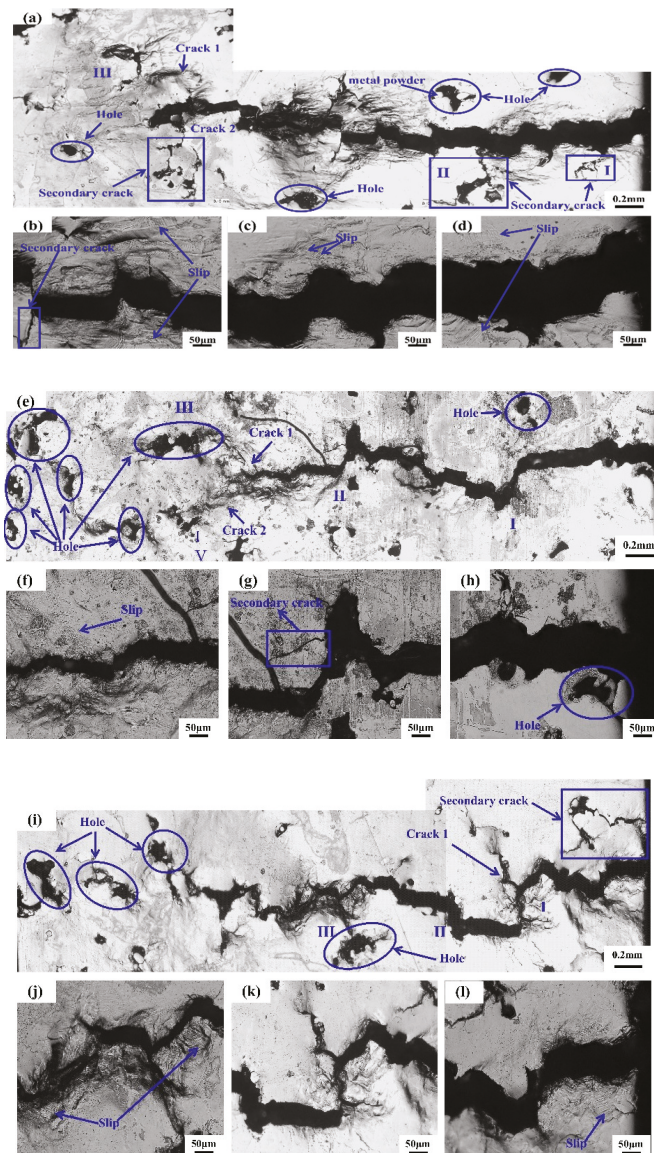 (a)
III
Crack 1
metal powder
Hole
Hole
Crack 2
Secondary crack
Hole
II
I
Secondary crack
0.2mm
(b)
Secondary crack
Slip
50μm
(c)
Slip
50μm
(d)
Slip
50μm
(e)
III
Crack 1
Hole
II
I
Hole
Crack 2
I
V
0.2mm
(f)
Slip
50μm
(g)
Secondary crack
50μm
(h)
Hole
50μm
(i)
Hole
Secondary crack
Crack 1
I
III
II
Hole
0.2mm
(j)
Slip
50μm
(k)
50μm
(l)
Slip
50μm